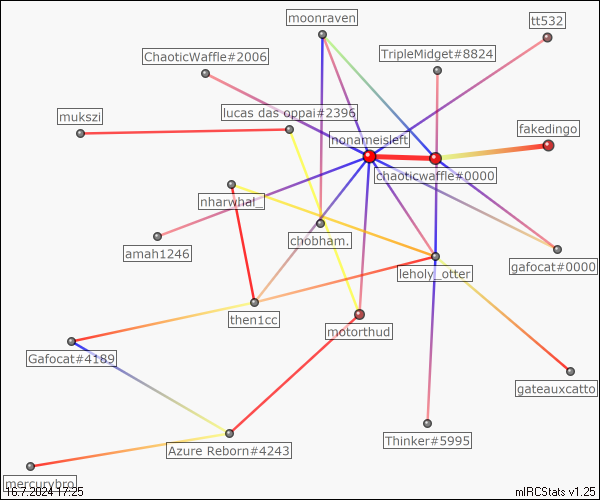 moonraven
tt532
ChaoticWaffle#2006
TripleMidget#8824
mukszi
lucas das oppai#2396
fakedingo
nonameisleft
chaoticwaffle#0000
nharwhal_
chobham.
amah1246
gafocat#0000
leholy_otter
then1cc
motorthud
Gafocat#4189
gateauxcatto
Azure Reborn#4243
Thinker#5995
mercurybro
16.7.2024 17:25
mIRCStats v1.25